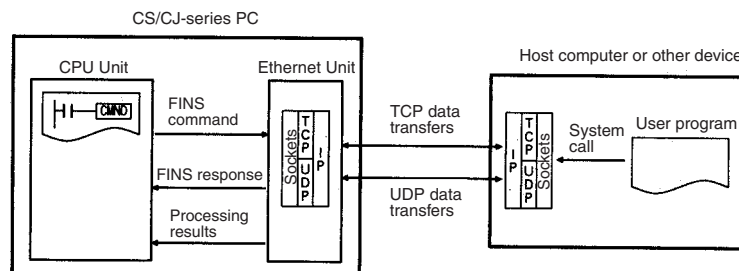 CS/CJ-series PC
CPU Unit
Ethernet Unit
CMND
FINS
command
FINS response
Processing
results
Sockets
TCP
UDP
IP
TCP data
transfers
UDP data
transfers
Host computer or other device
IP
TCP
UDP
Sockets
System
call
User program